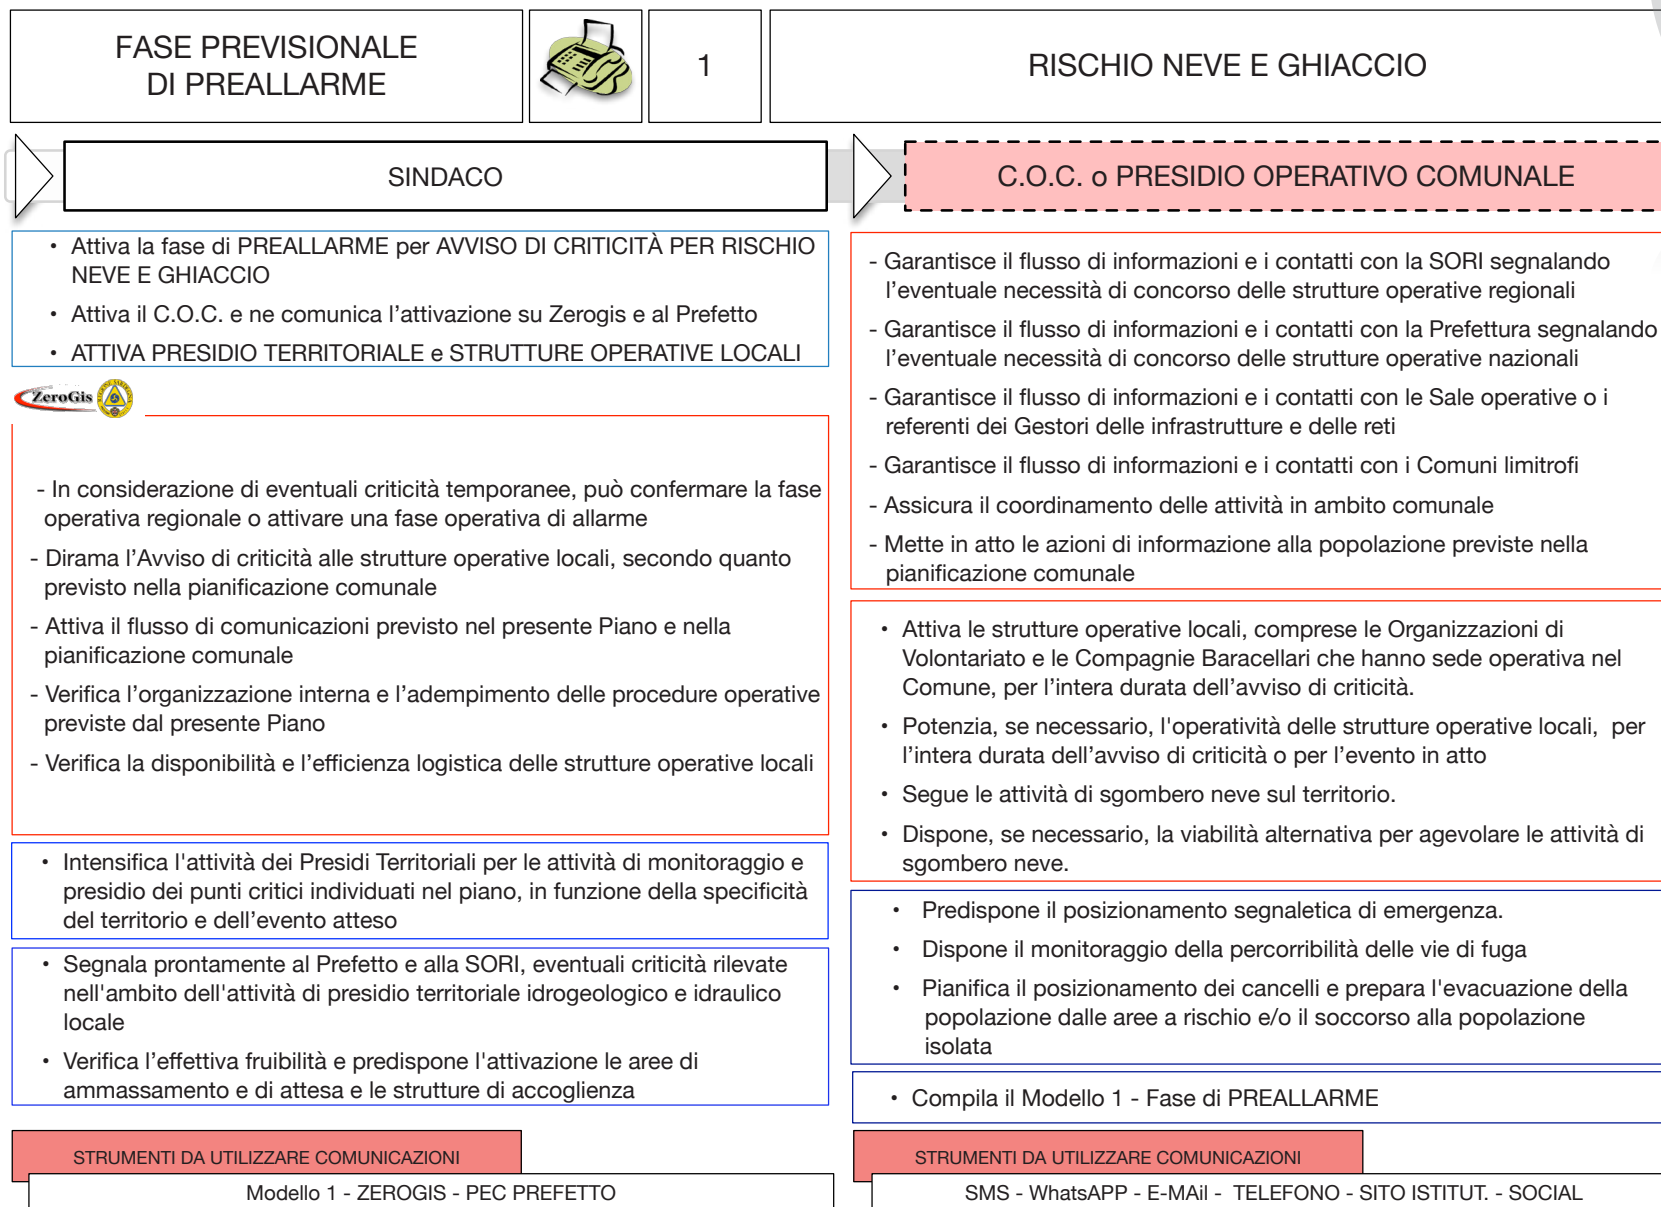 FASE PREVISIONALE
DI PREALLARME
1
RISCHIO NEVE E GHIACCIO
SINDACO
• Attiva la fase di PREALLARME per AVVISO DI CRITICITÀ PER RISCHIO
NEVE E GHIACCIO
• Attiva il C.O.C. e ne comunica l’attivazione su Zerogis e al Prefetto
• ATTIVA PRESIDIO TERRITORIALE e STRUTTURE OPERATIVE LOCALI
ZeroGis
- In considerazione di eventuali criticità temporanee, può confermare la fase
operativa regionale o attivare una fase operativa di allarme
- Dirama l’Avviso di criticità alle strutture operative locali, secondo quanto
previsto nella pianificazione comunale
- Attiva il flusso di comunicazioni previsto nel presente Piano e nella
pianificazione comunale
- Verifica l’organizzazione interna e l’adempimento delle procedure operative
previste dal presente Piano
- Verifica la disponibilità e l’efficienza logistica delle strutture operative locali
• Intensifica l'attività dei Presidi Territoriali per le attività di monitoraggio e
presidio dei punti critici individuati nel piano, in funzione della specificità
del territorio e dell’evento atteso
• Segnala prontamente al Prefetto e alla SORI, eventuali criticità rilevate
nell'ambito dell'attività di presidio territoriale idrogeologico e idraulico
locale
• Verifica l’effettiva fruibilità e predispone l'attivazione le aree di
ammassamento e di attesa e le strutture di accoglienza
STRUMENTI DA UTILIZZARE COMUNICAZIONI
Modello 1 - ZEROGIS - PEC PREFETTO
C.O.C. o PRESIDIO OPERATIVO COMUNALE
- Garantisce il flusso di informazioni e i contatti con la SORI segnalando
l’eventuale necessità di concorso delle strutture operative regionali
- Garantisce il flusso di informazioni e i contatti con la Prefettura segnalando
l’eventuale necessità di concorso delle strutture operative nazionali
- Garantisce il flusso di informazioni e i contatti con le Sale operative o i
referenti dei Gestori delle infrastrutture e delle reti
- Garantisce il flusso di informazioni e i contatti con i Comuni limitrofi
- Assicura il coordinamento delle attività in ambito comunale
- Mette in atto le azioni di informazione alla popolazione previste nella
pianificazione comunale
• Attiva le strutture operative locali, comprese le Organizzazioni di
Volontariato e le Compagnie Baracellari che hanno sede operativa nel
Comune, per l’intera durata dell’avviso di criticità.
• Potenzia, se necessario, l'operatività delle strutture operative locali, per
l’intera durata dell’avviso di criticità o per l’evento in atto
• Segue le attività di sgombero neve sul territorio.
• Dispone, se necessario, la viabilità alternativa per agevolare le attività di
sgombero neve.
• Predispone il posizionamento segnaletica di emergenza.
• Dispone il monitoraggio della percorribilità delle vie di fuga
• Pianifica il posizionamento dei cancelli e prepara l'evacuazione della
popolazione dalle aree a rischio e/o il soccorso alla popolazione
isolata
• Compila il Modello 1 - Fase di PREALLARME
STRUMENTI DA UTILIZZARE COMUNICAZIONI
SMS - WhatsAPP - E-MAil - TELEFONO - SITO ISTITUT. - SOCIAL